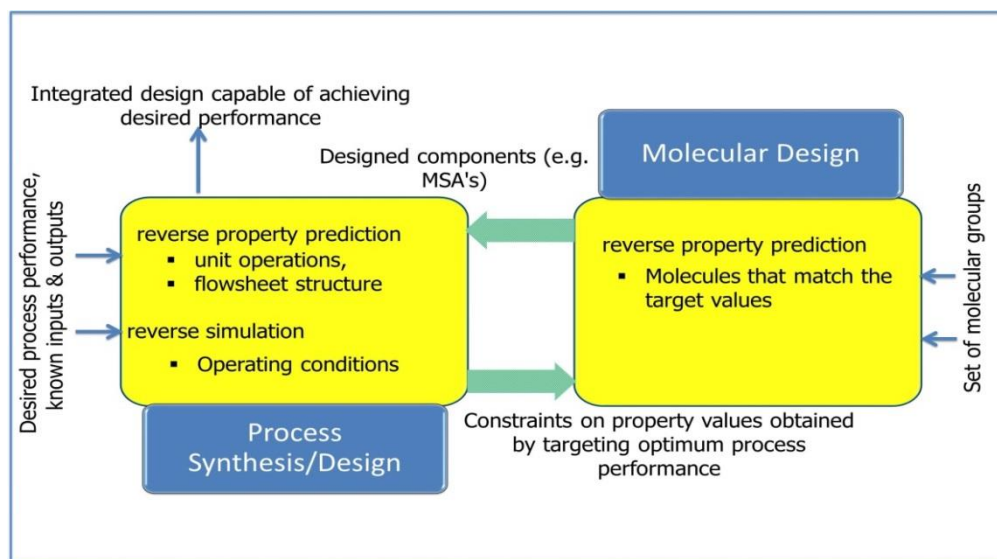 Integrated design capable of achieving
desired performance
Designed components (e.g.
MSA's)
Molecular Design
Desired process performance,
known inputs & outputs
reverse property prediction
▪ unit operations,
▪ flowsheet structure
reverse simulation
▪ Operating conditions
reverse property prediction
▪ Molecules that match the
target values
Set of molecular groups
Process
Synthesis/Design
Constraints on property values obtained
by targeting optimum process
performance